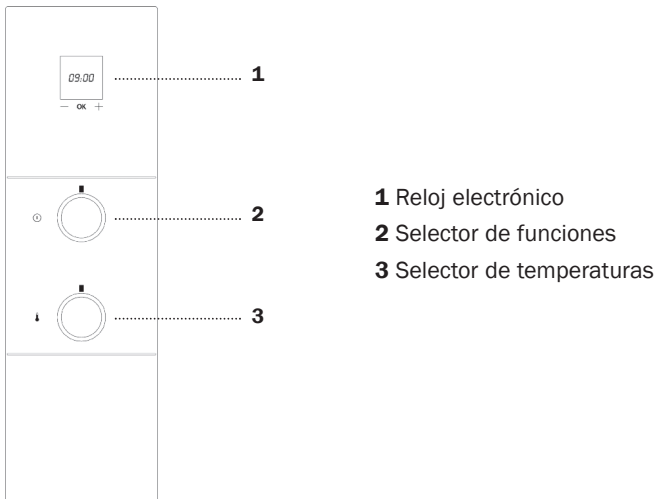 09:00
1
— OK +
2
3
1 Reloj electrónico
2 Selector de funciones
3 Selector de temperaturas